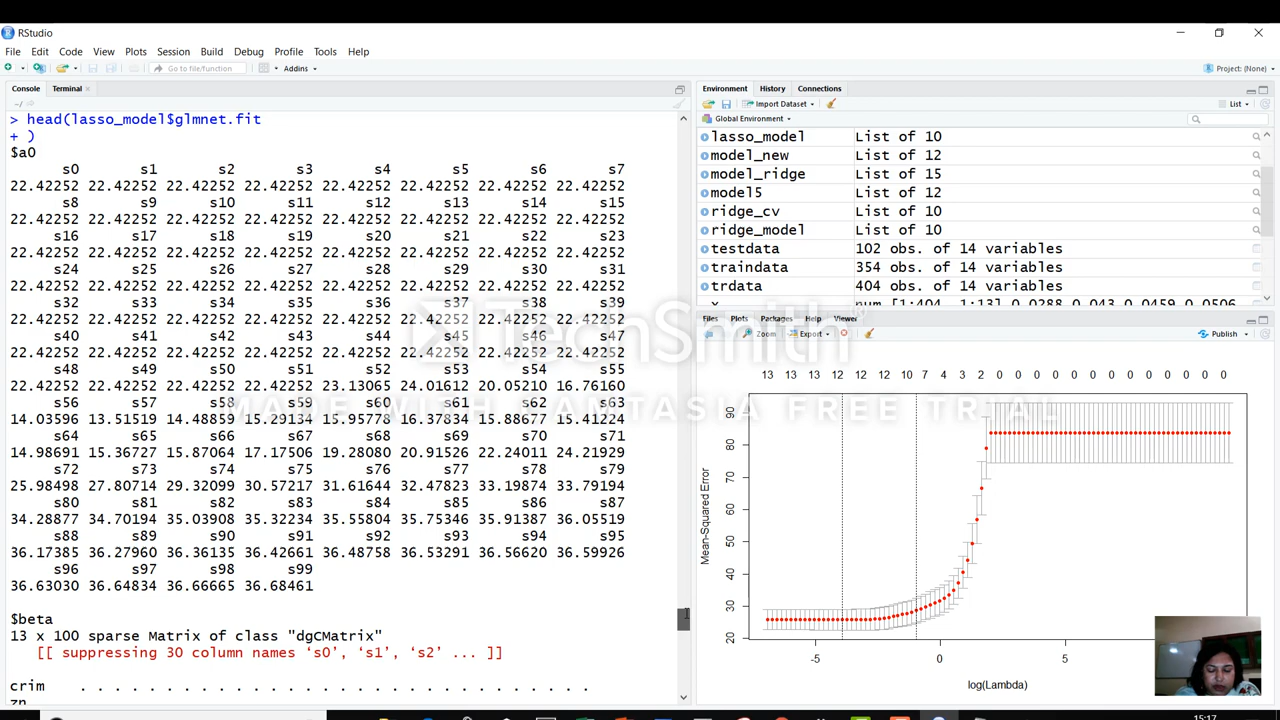 RStudio
File Edit Code View Plots Session Build Debug Profile Tools Help
Go to file/function Addins Project: (None)
Console Terminal
~/
> head(lasso_model$glmnet.fit
+ )
$a0
s0 s1 s2 s3 s4 s5 s6 s7
22.42252 22.42252 22.42252 22.42252 22.42252 22.42252 22.42252 22.42252
s8 s9 s10 s11 s12 s13 s14 s15
22.42252 22.42252 22.42252 22.42252 22.42252 22.42252 22.42252 22.42252
s16 s17 s18 s19 s20 s21 s22 s23
22.42252 22.42252 22.42252 22.42252 22.42252 22.42252 22.42252 22.42252
s24 s25 s26 s27 s28 s29 s30 s31
22.42252 22.42252 22.42252 22.42252 22.42252 22.42252 22.42252 22.42252
s32 s33 s34 s35 s36 s37 s38 s39
22.42252 22.42252 22.42252 22.42252 22.42252 22.42252 22.42252 22.42252
s40 s41 s42 s43 s44 s45 s46 s47
22.42252 22.42252 22.42252 22.42252 22.42252 22.42252 22.42252 22.42252
s48 s49 s50 s51 s52 s53 s54 s55
22.42252 22.42252 22.42252 22.42252 23.13065 24.01612 20.05210 16.76160
s56 s57 s58 s59 s60 s61 s62 s63
14.03596 13.51519 14.48859 15.29134 15.95778 16.37834 15.88677 15.41224
s64 s65 s66 s67 s68 s69 s70 s71
14.98691 15.36727 15.87064 17.17506 19.28080 20.91526 22.24011 24.21929
s72 s73 s74 s75 s76 s77 s78 s79
25.98498 27.80714 29.32099 30.57217 31.61644 32.47823 33.19874 33.79194
s80 s81 s82 s83 s84 s85 s86 s87
34.28877 34.70194 35.03908 35.32234 35.55804 35.75346 35.91387 36.05519
s88 s89 s90 s91 s92 s93 s94 s95
36.17385 36.27960 36.36135 36.42661 36.48758 36.53291 36.56620 36.59926
s96 s97 s98 s99
36.63030 36.64834 36.66665 36.68461
$beta
13 x 100 sparse Matrix of class "dgCMatrix"
[[ suppressing 30 column names ‘s0’, ‘s1’, ‘s2’ ... ]]
crim . . . . . . . . . . . . . . . . . . . . . . . . . . . . . .
zn
Environment History Connections
Import Dataset List
Global Environment
lasso_model List of 10
model_new List of 12
model_ridge List of 15
model5 List of 12
ridge_cv List of 10
ridge_model List of 10
testdata 102 obs. of 14 variables
traindata 354 obs. of 14 variables
trdata 404 obs. of 14 variables
x num [1:404, 1:13] 0.0288 0.043 0.0459 0.0506
Files Plots Packages Help Viewer
Zoom Export Publish
13 13 13 12 12 12 10 7 4 3 2 0 0 0 0 0 0 0 0 0 0 0 0 0
Mean-Squared Error
90
80
70
60
50
40
30
20
-5 0 5
log(Lambda)
TechSmith
MADE WITH CAMTASIA FREE TRIAL
15:17